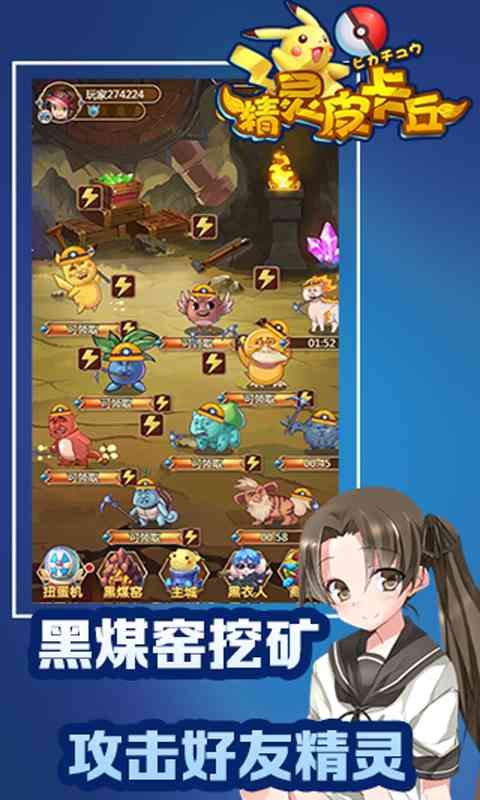 ピカチュウ
精灵皮卡丘
玩家274224
可领取
可领取
01:52
可领取
可领取
可领取
可领取
00:45
可领取
00:58
扭蛋机
黑煤窑
主城
黑衣人
黑煤窑挖矿
攻击好友精灵